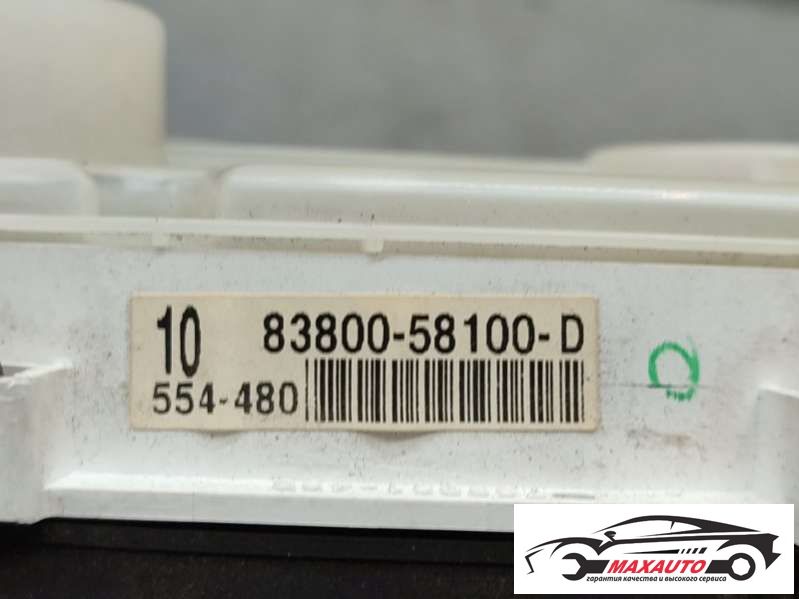 10 83800-58100-D
554-480
MAXAUTO
гарантия качества и высокого сервиса